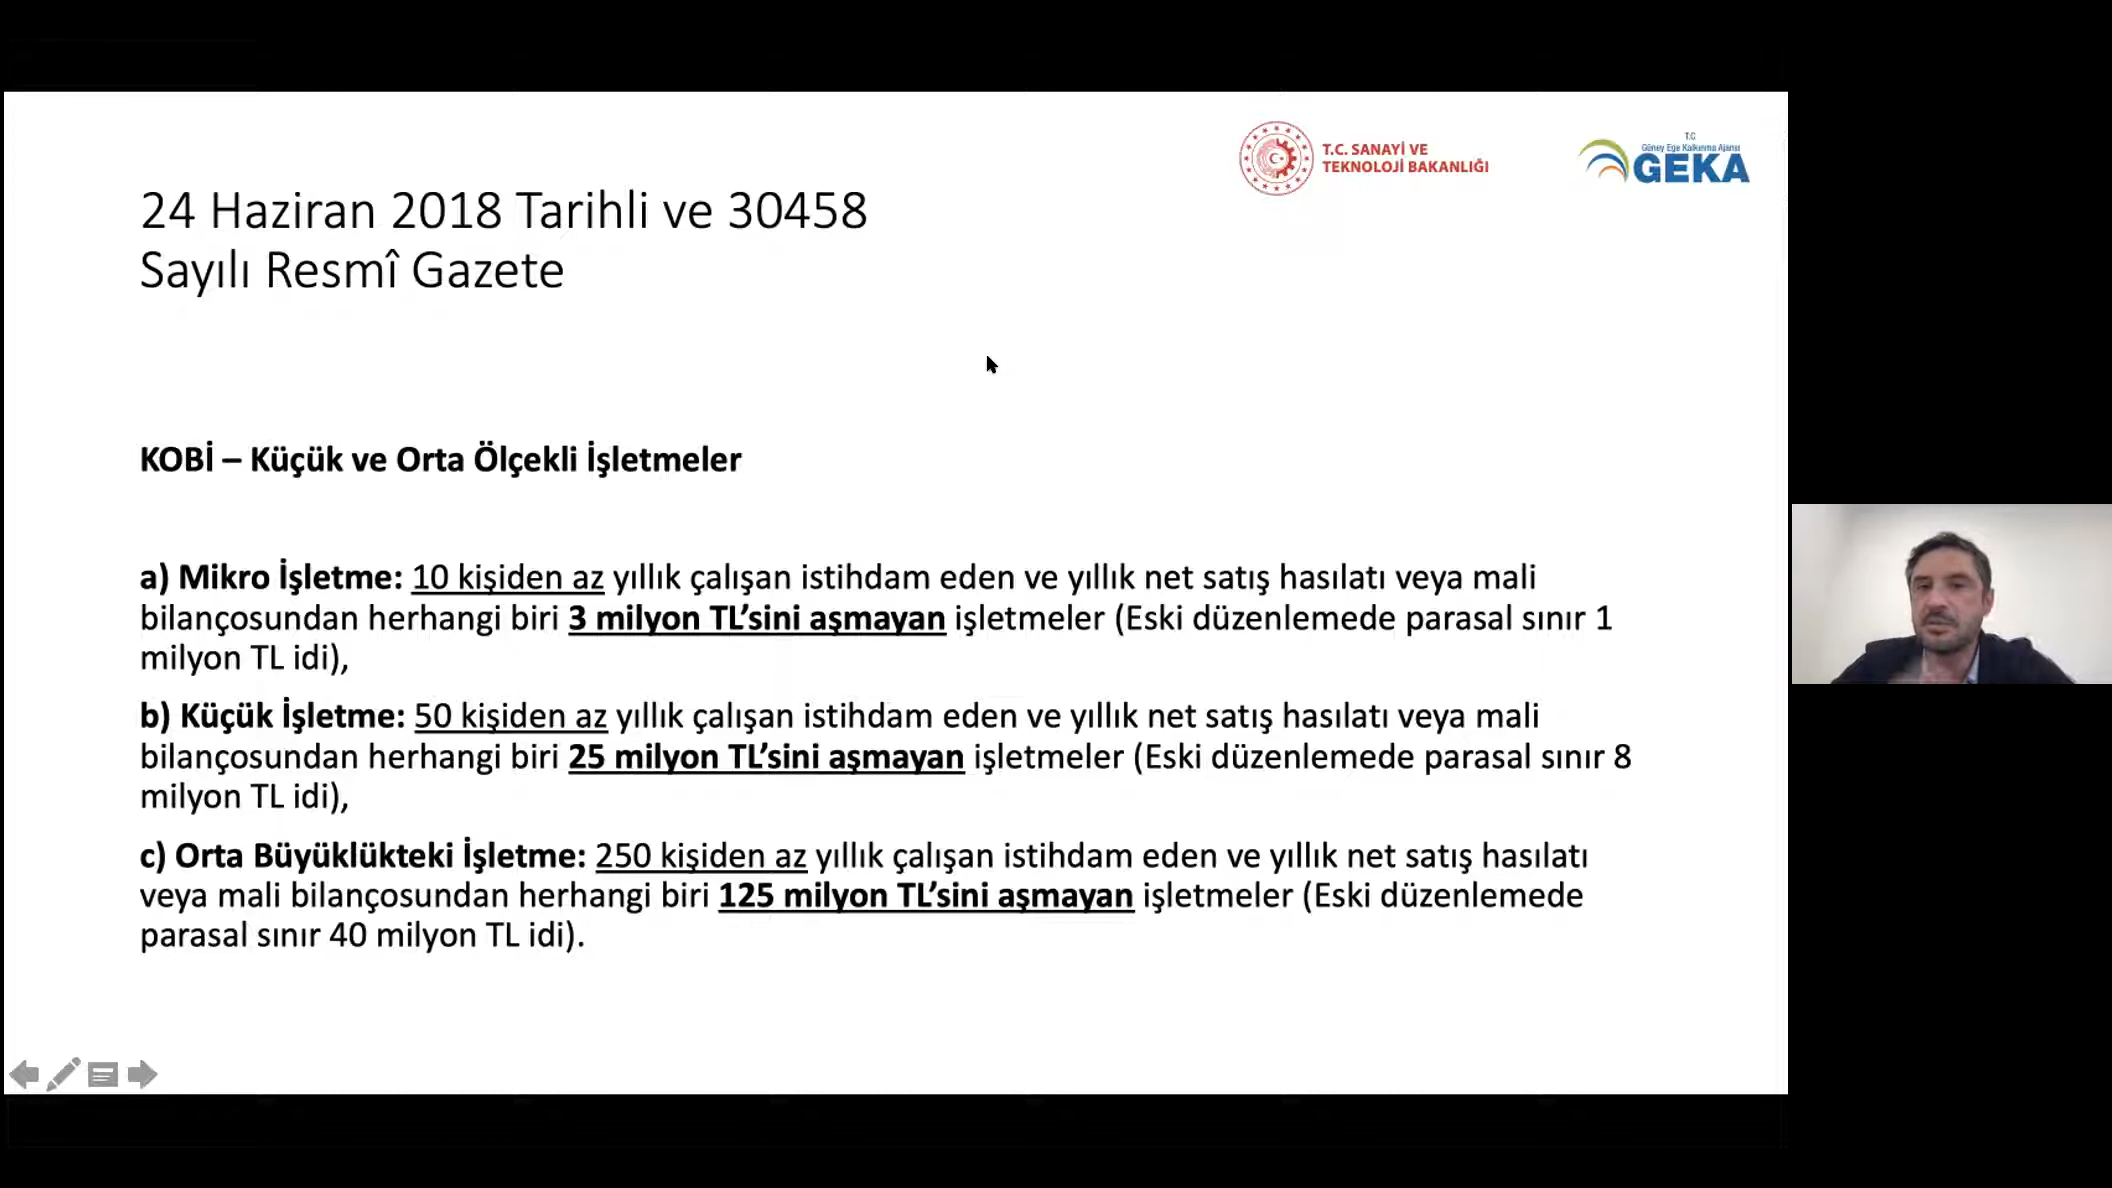 T.C. SANAYİ VE
TEKNOLOJİ BAKANLIĞI
T.C
Güney Ege Kalkınma Ajansı
GEKA
24 Haziran 2018 Tarihli ve 30458
Sayılı Resmî Gazete
KOBİ – Küçük ve Orta Ölçekli İşletmeler
a) Mikro İşletme: 10 kişiden az yıllık çalışan istihdam eden ve yıllık net satış hasılatı veya mali
bilançosundan herhangi biri 3 milyon TL’sini aşmayan işletmeler (Eski düzenlemede parasal sınır 1
milyon TL idi),
b) Küçük İşletme: 50 kişiden az yıllık çalışan istihdam eden ve yıllık net satış hasılatı veya mali
bilançosundan herhangi biri 25 milyon TL’sini aşmayan işletmeler (Eski düzenlemede parasal sınır 8
milyon TL idi),
c) Orta Büyüklükteki İşletme: 250 kişiden az yıllık çalışan istihdam eden ve yıllık net satış hasılatı
veya mali bilançosundan herhangi biri 125 milyon TL’sini aşmayan işletmeler (Eski düzenlemede
parasal sınır 40 milyon TL idi).